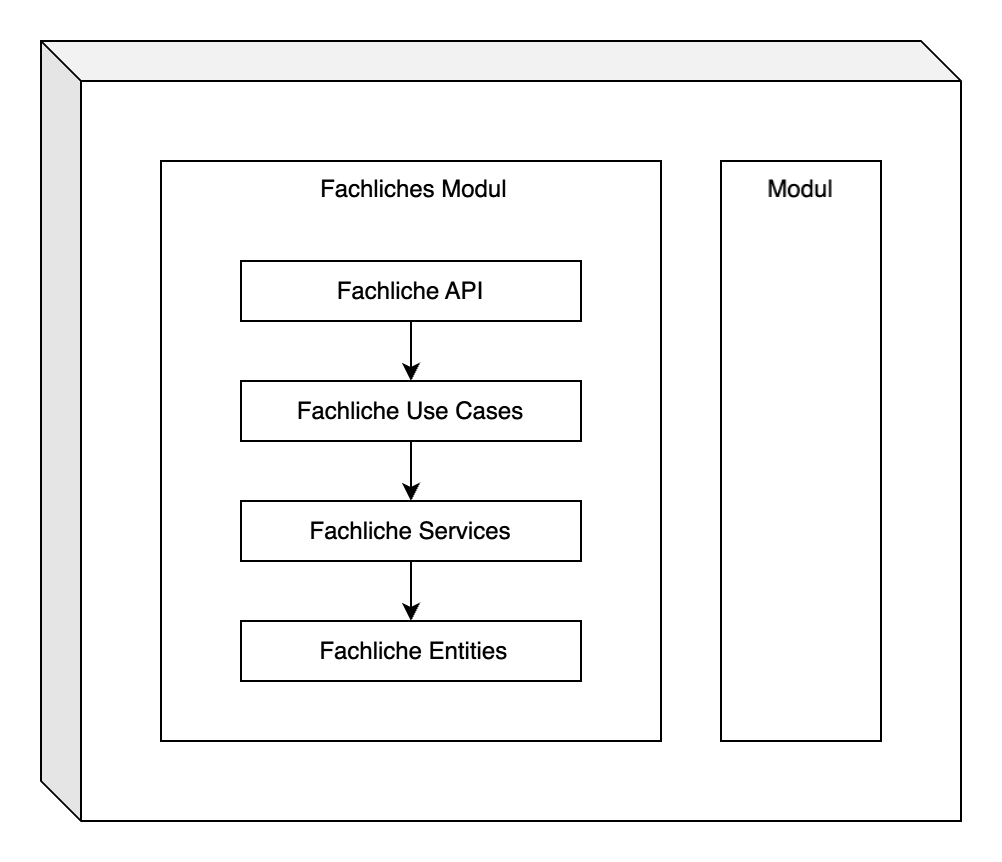 Fachliches Modul
Modul
Fachliche API
Fachliche Use Cases
Fachliche Services
Fachliche Entities